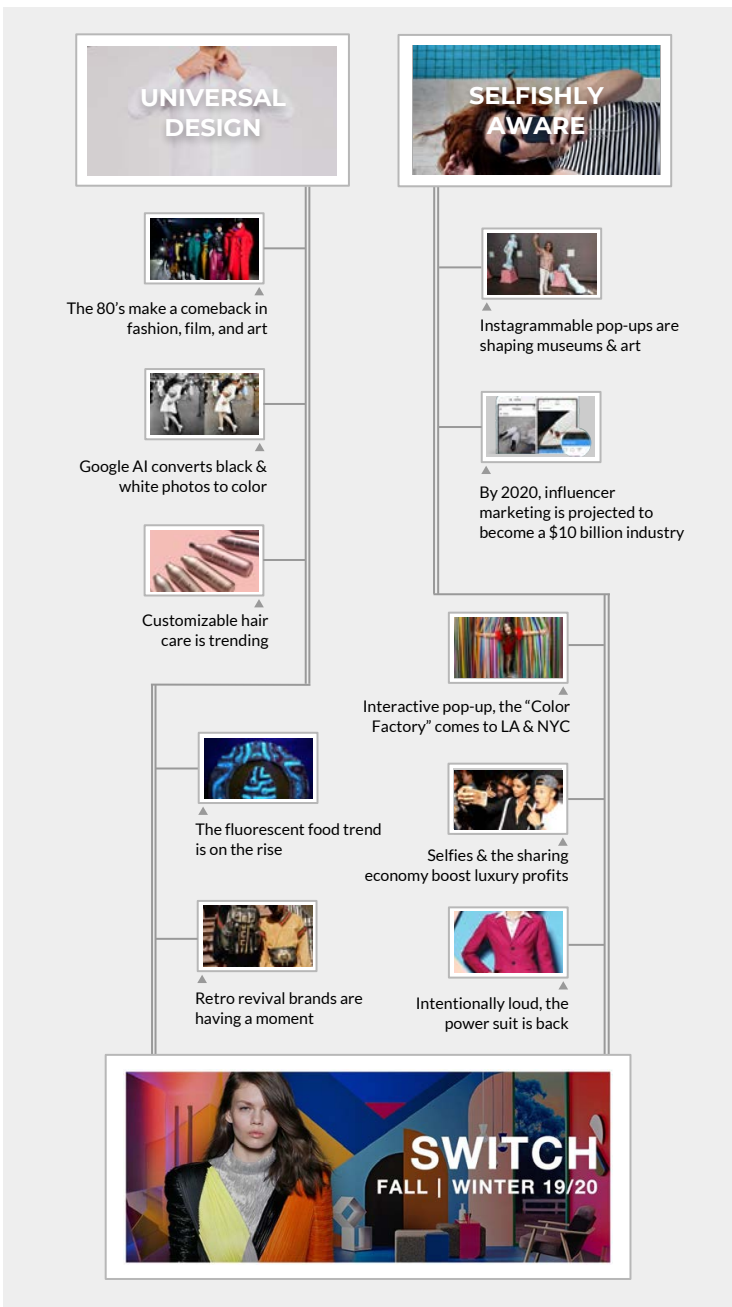 UNIVERSAL
DESIGN
The 80's make a comeback in
fashion, film, and art
Google AI converts black &
white photos to color
Customizable hair
care is trending
The fluorescent food trend
is on the rise
Retro revival brands are
having a moment
SELFISHLY
AWARE
Instagrammable pop-ups are
shaping museums & art
By 2020, influencer
marketing is projected to
become a $10 billion industry
Interactive pop-up, the “Color
Factory” comes to LA & NYC
Selfies & the sharing
economy boost luxury profits
Intentionally loud, the
power suit is back
SWITCH
FALL | WINTER 19/20